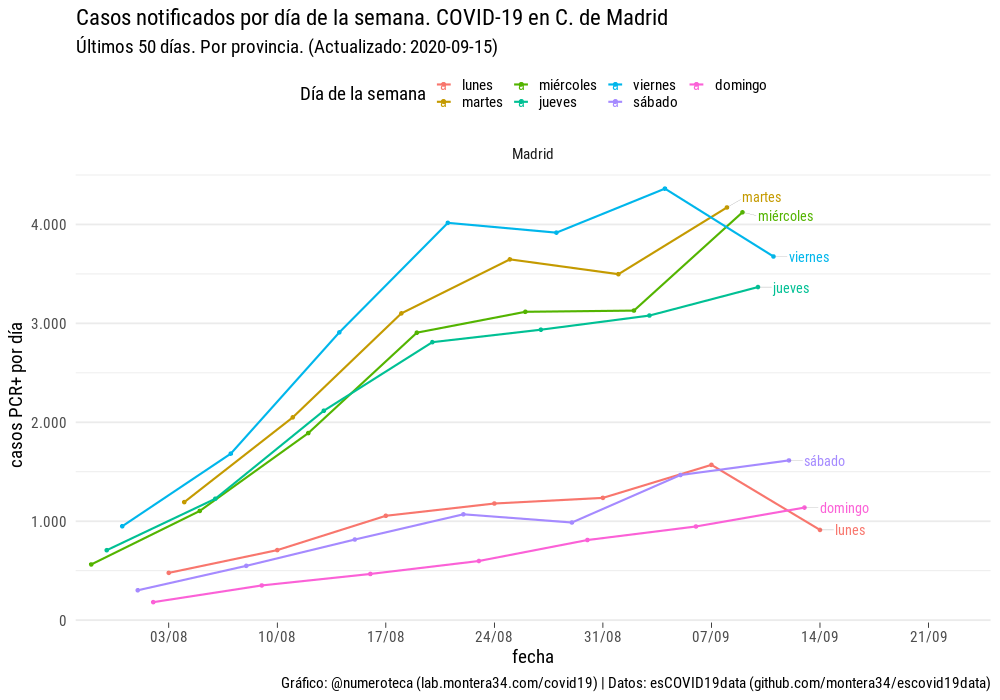 Casos notificados por día de la semana. COVID-19 en C. de Madrid
Últimos 50 días. Por provincia. (Actualizado: 2020-09-15)
Día de la semana
lunes miércoles viernes domingo
martes jueves sábado
Madrid
casos PCR+ por día
4.000
3.000
2.000
1.000
0
martes
miércoles
viernes
jueves
sábado
domingo
lunes
03/08 10/08 17/08 24/08 31/08 07/09 14/09 21/09
fecha
Gráfico: @numeroteca (lab.montera34.com/covid19) | Datos: esCOVID19data (github.com/montera34/escovid19data)